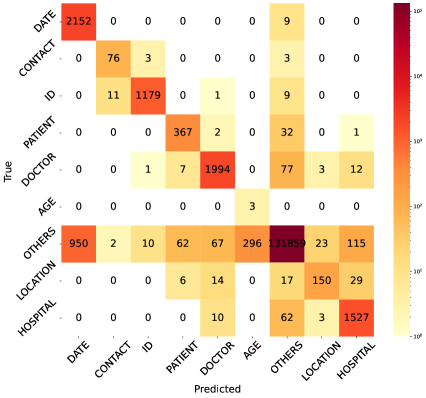 DATE 2152 0 0 0 0 0 9 0 0
CONTACT 0 76 3 0 0 0 3 0 0
ID 0 11 1179 0 1 0 9 0 0
PATIENT 0 0 0 367 2 0 32 0 1
DOCTOR 0 0 1 7 1994 0 77 3 12
AGE 0 0 0 0 0 3 0 0 0
OTHERS 950 2 10 62 67 296 131859 23 115
LOCATION 0 0 0 6 14 0 17 150 29
HOSPITAL 0 0 0 0 10 0 62 3 1527
True
DATE CONTACT ID PATIENT DOCTOR AGE OTHERS LOCATION HOSPITAL
Predicted
10⁵
10⁴
10³
10²
10¹
10⁰